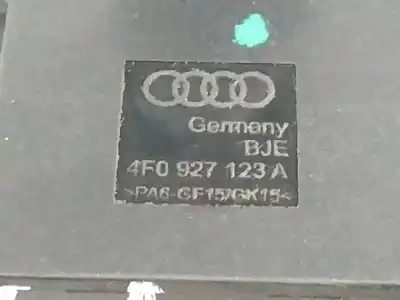 Germany
BJE
4F0 927 123 A
>PA6-GF15/GK15<